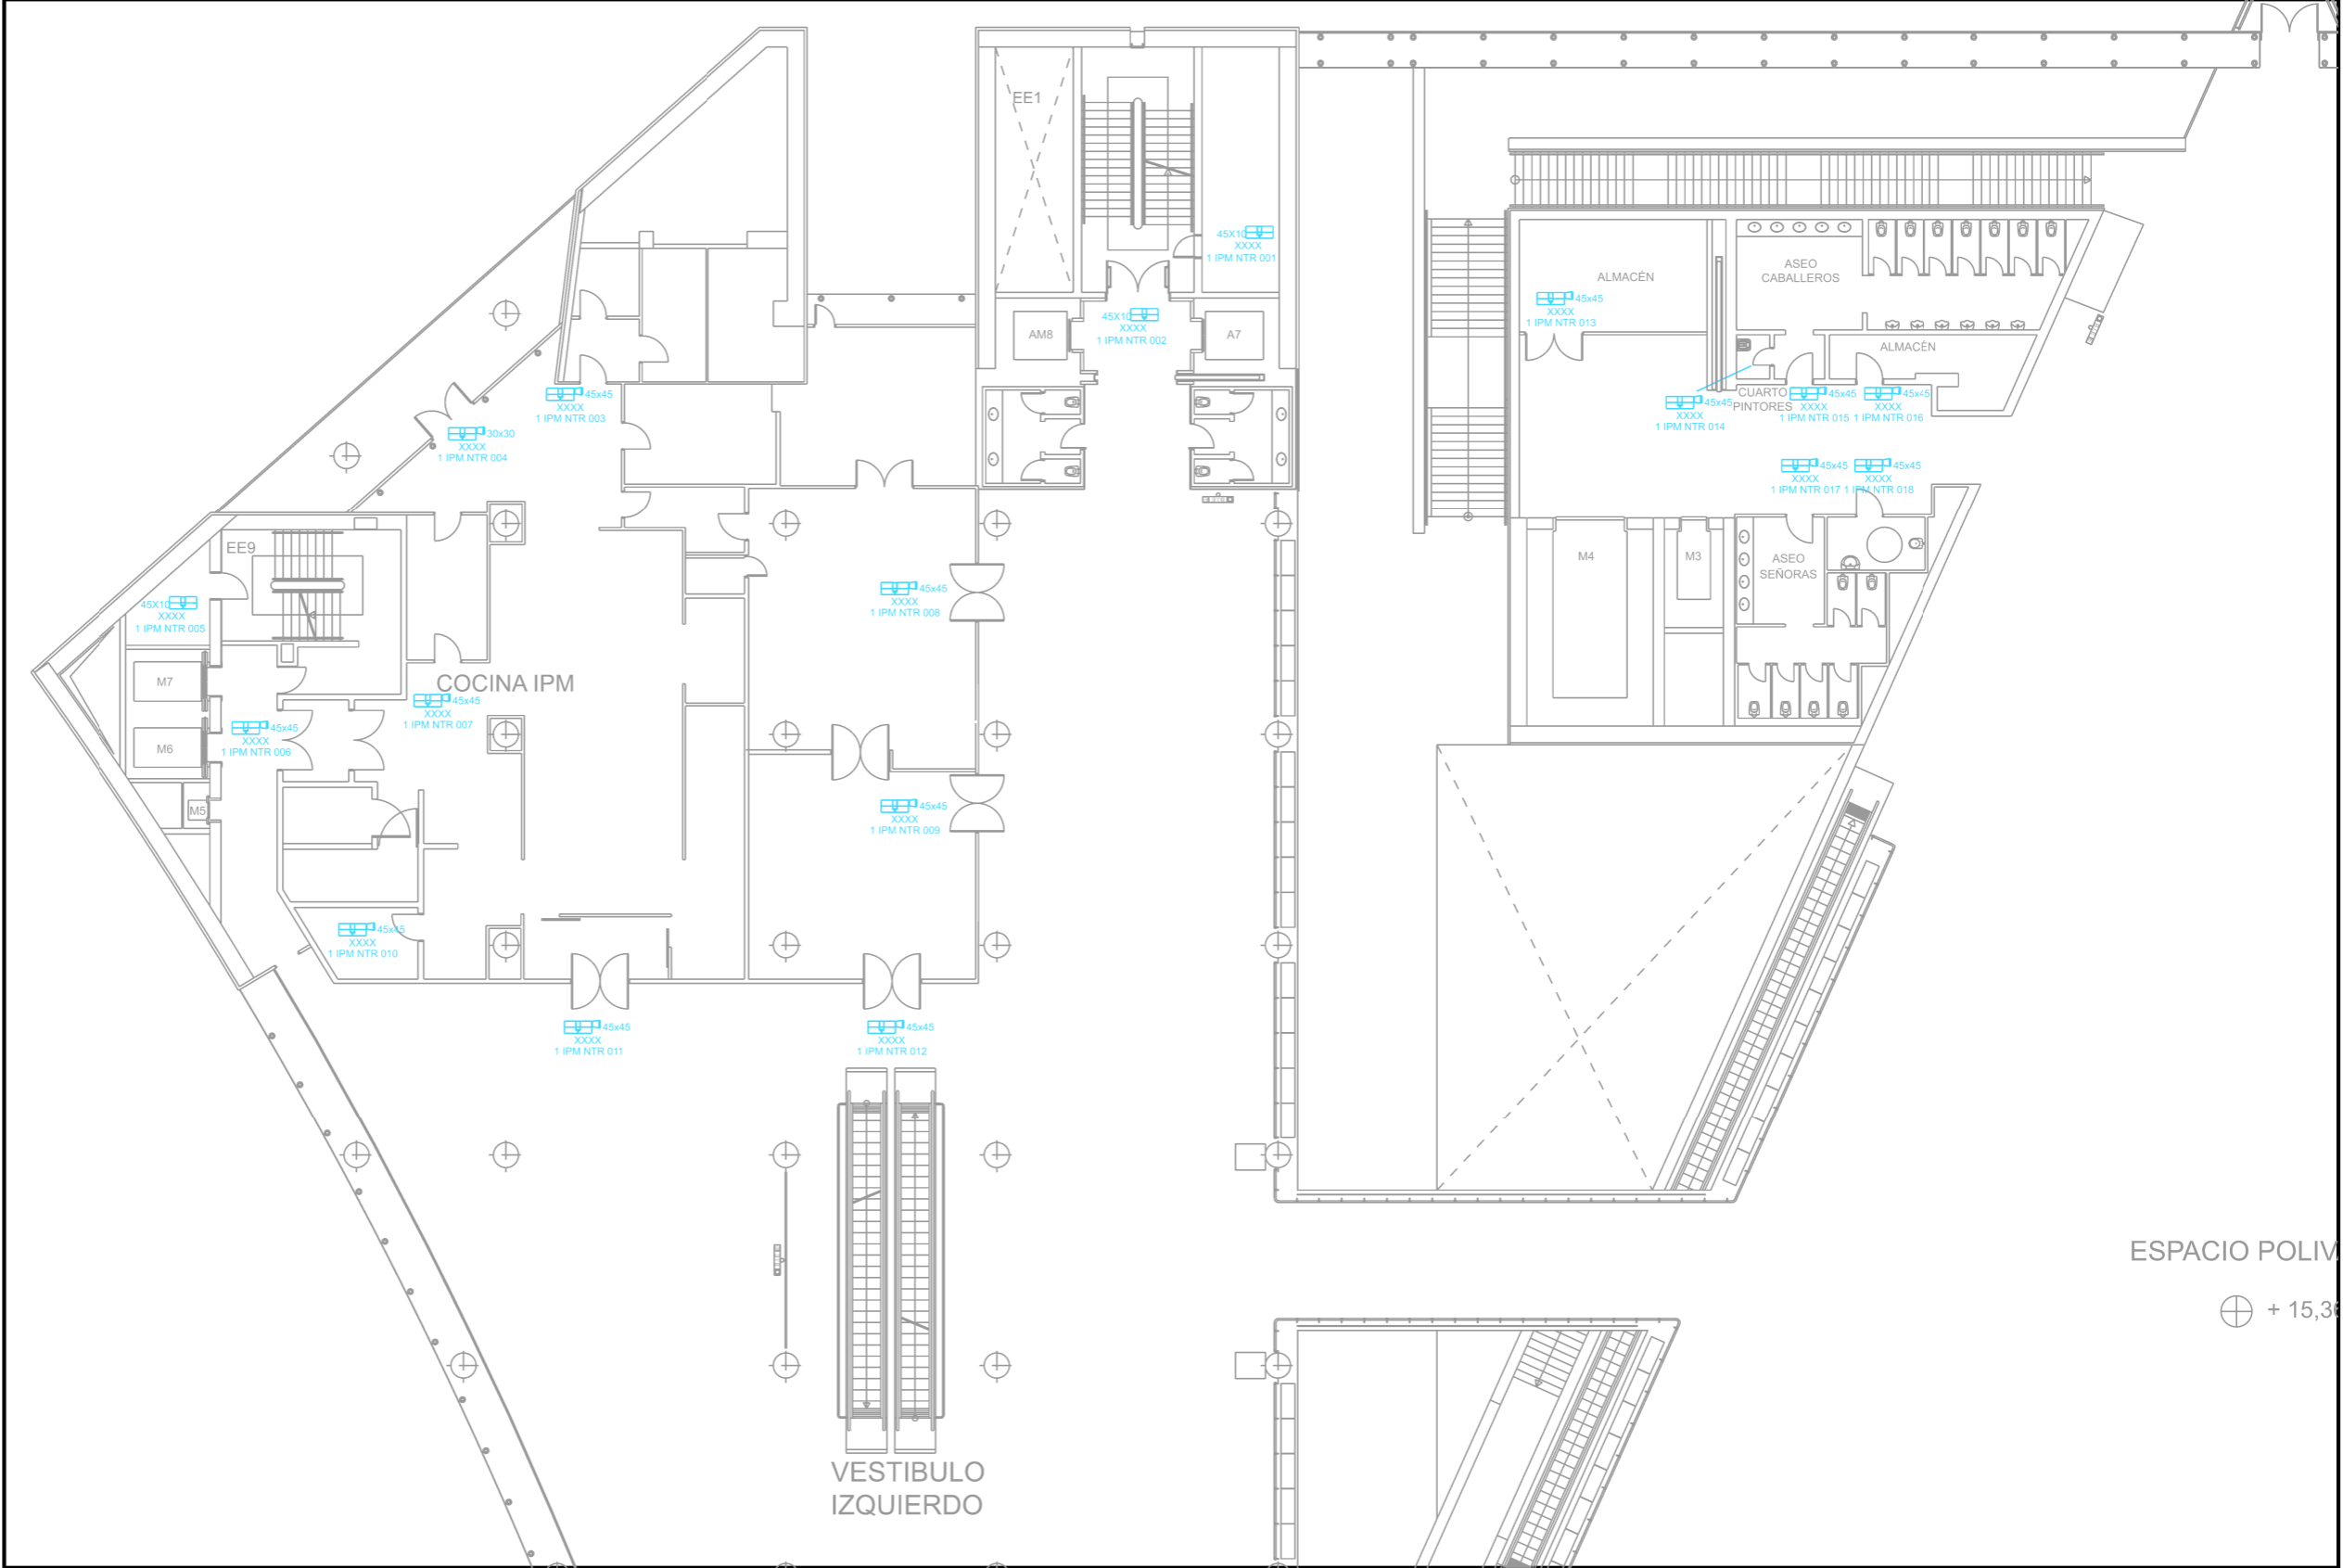 EE1
45X10
XXXX
1 IPM NTR 001
AM8
45X10
XXXX
1 IPM NTR 002
A7
ALMACÉN
45x45
XXXX
1 IPM NTR 013
ASEO
CABALLEROS
ALMACÉN
45x45
XXXX
1 IPM NTR 003
30x30
XXXX
1 IPM NTR 004
45x45
XXXX
1 IPM NTR 014
CUARTO
PINTORES
45x45
XXXX
1 IPM NTR 015
45x45
XXXX
1 IPM NTR 016
45x45
XXXX
1 IPM NTR 017
45x45
XXXX
1 IPM NTR 018
EE9
45X10
XXXX
1 IPM NTR 005
45x45
XXXX
1 IPM NTR 008
M4
M3
ASEO
SEÑORAS
M7
COCINA IPM
45x45
XXXX
1 IPM NTR 007
M6
45x45
XXXX
1 IPM NTR 006
M5
45x45
XXXX
1 IPM NTR 009
45x45
XXXX
1 IPM NTR 010
45x45
XXXX
1 IPM NTR 011
45x45
XXXX
1 IPM NTR 012
ESPACIO POLIV
+ 15,3
VESTIBULO
IZQUIERDO